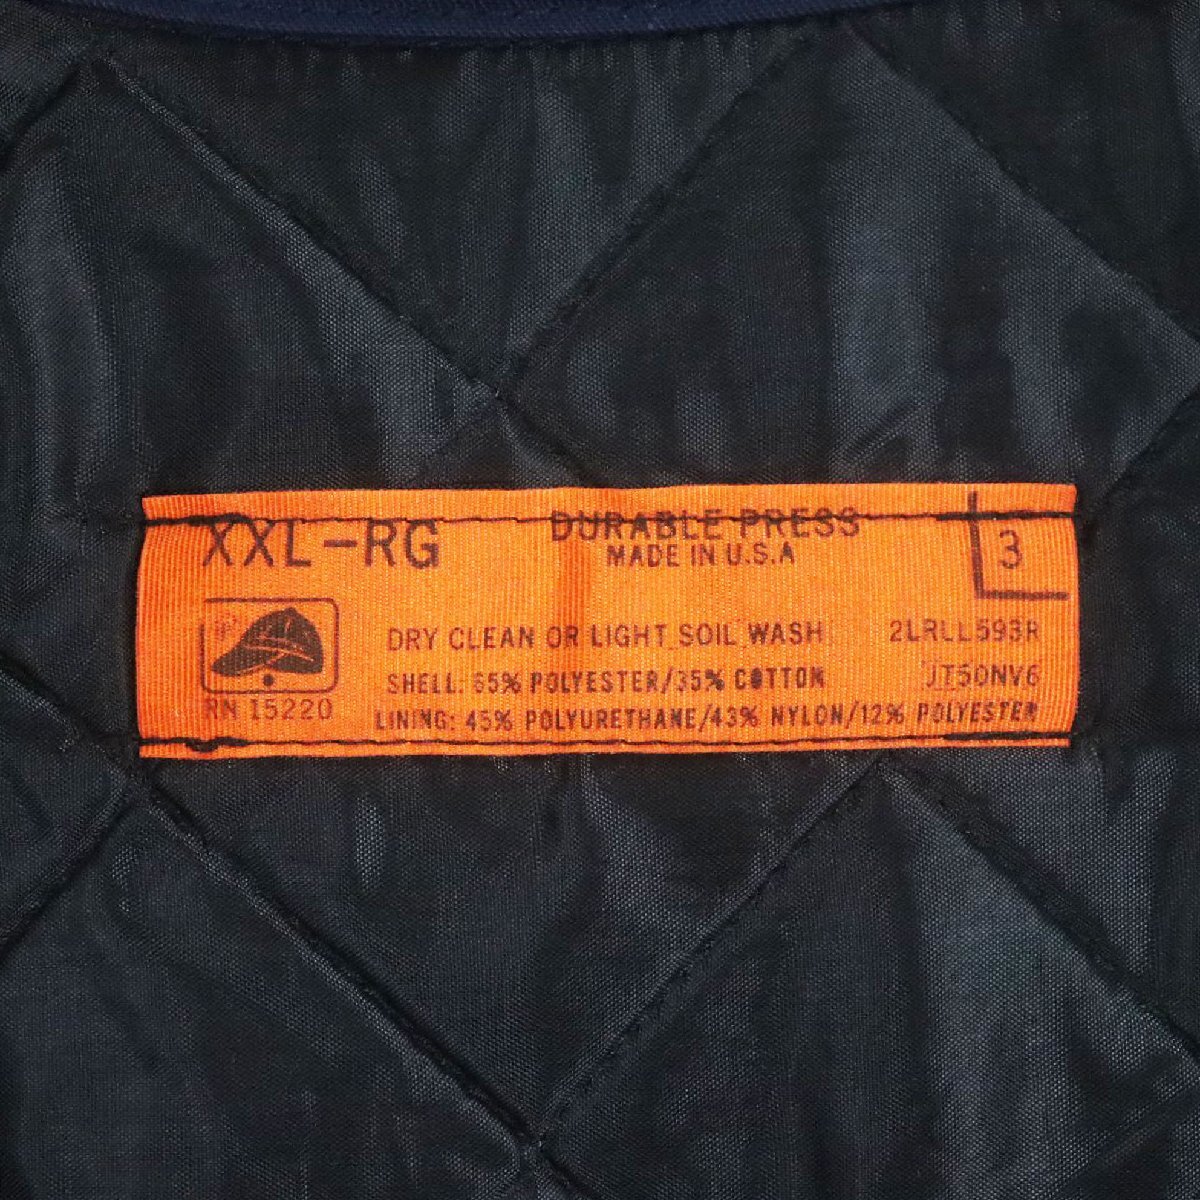 XXL-RG
DURABLE PRESS
MADE IN U.S.A
3
DRY CLEAN OR LIGHT SOIL WASH
2LRLL593R
SHELL: 65% POLYESTER/35% COTTON
JT50NV6
RN 15220
LINING: 45% POLYURETHANE/43% NYLON/12% POLYESTER